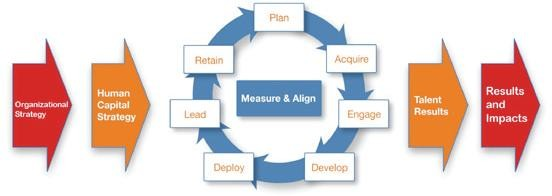 Organizational
Strategy
Human
Capital
Strategy
Plan
Acquire
Engage
Develop
Deploy
Lead
Retain
Measure & Align
Talent
Results
Results
and
Impacts